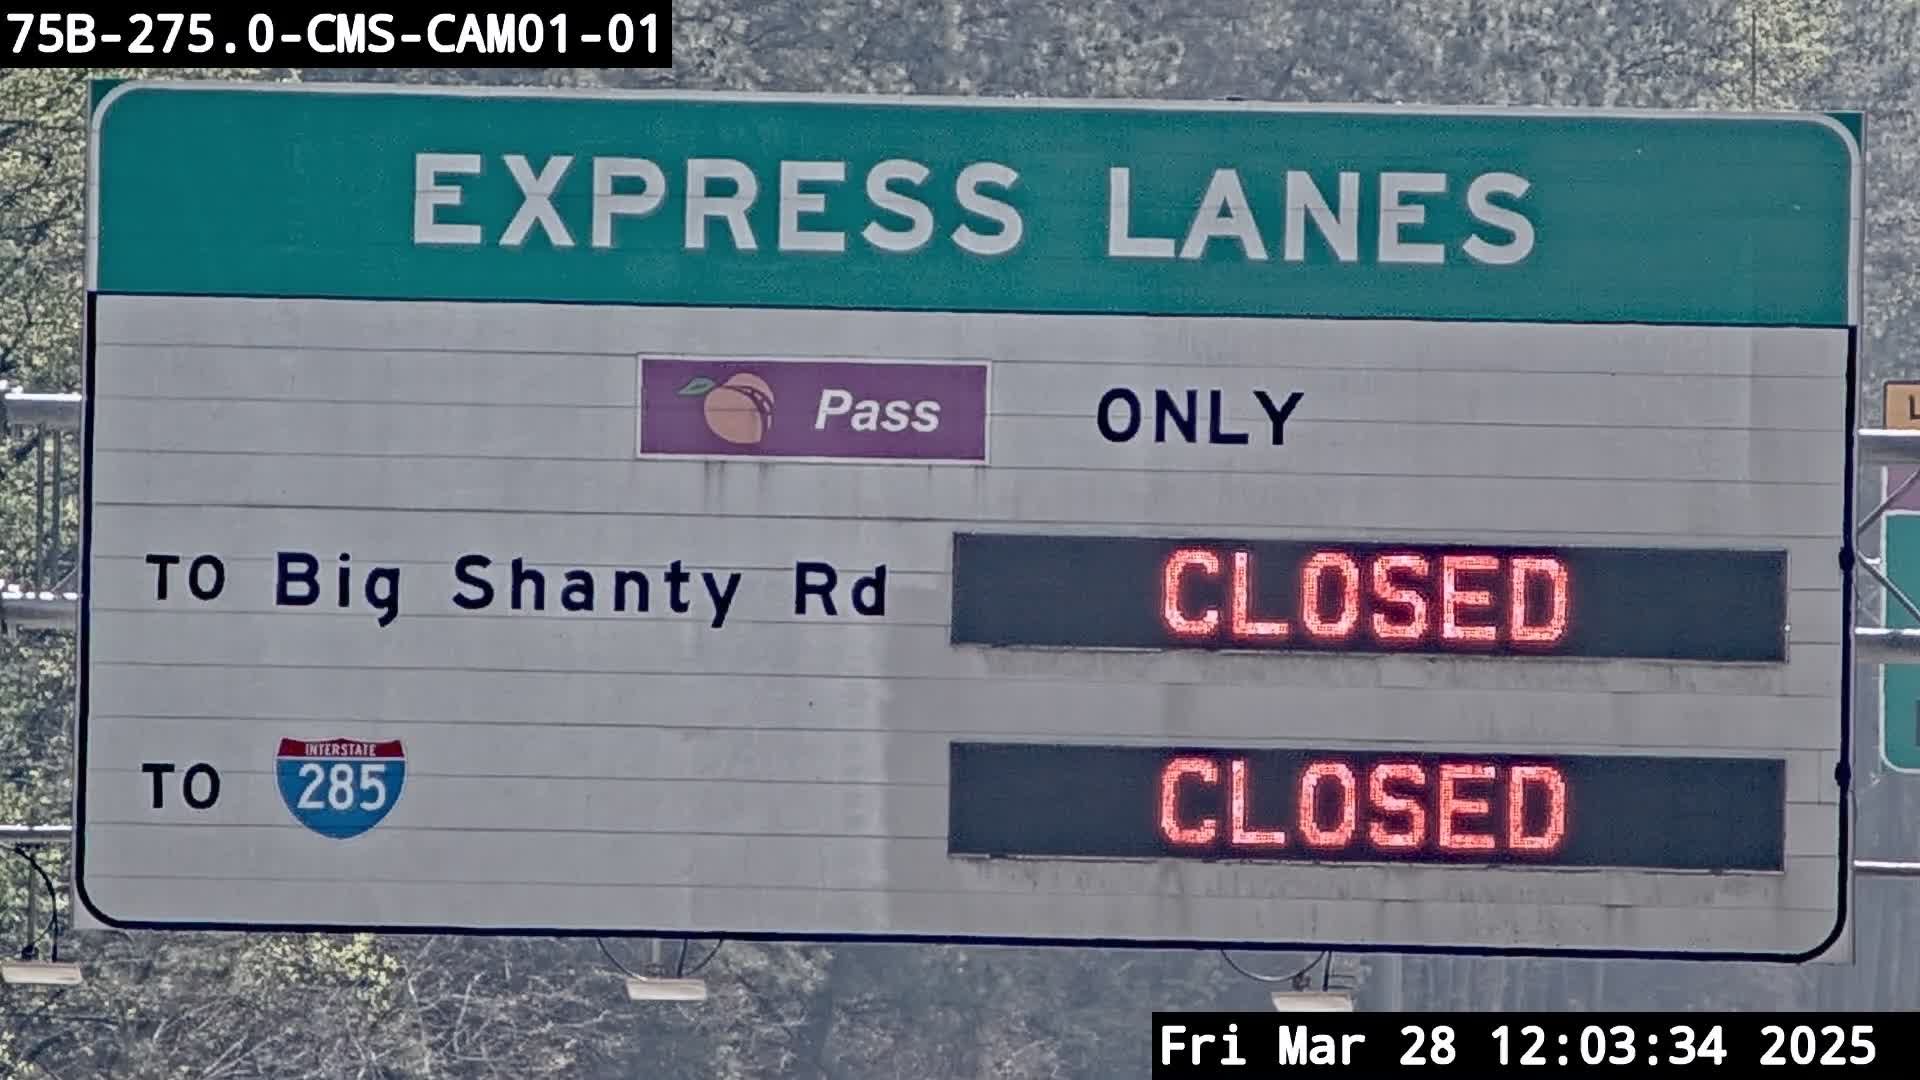 75B-275.0-CMS-CAM01-01
EXPRESS LANES
Pass ONLY
TO Big Shanty Rd CLOSED
INTERSTATE
TO 285 CLOSED
Fri Mar 28 12:03:34 2025